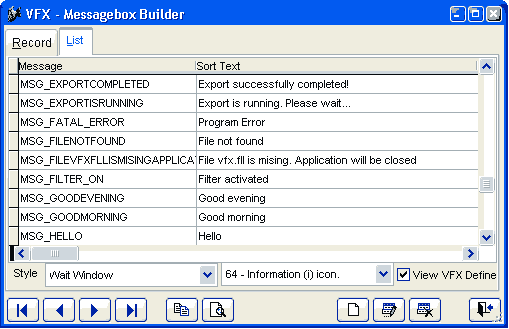 VFX - Messagebox Builder
Record List
Message Sort Text
MSG_EXPORTCOMPLETED Export successfully completed!
MSG_EXPORTISRUNNING Export is running. Please wait...
MSG_FATAL_ERROR Program Error
MSG_FILENOTFOUND File not found
MSG_FILEVFXFLLISMISINGAPPLICAT File vfx.fll is mising. Application will be closed
MSG_FILTER_ON Filter activated
MSG_GOODEVENING Good evening
MSG_GOODMORNING Good morning
MSG_HELLO Hello
Style Wait Window 64 - Information (i) icon. View VFX Define